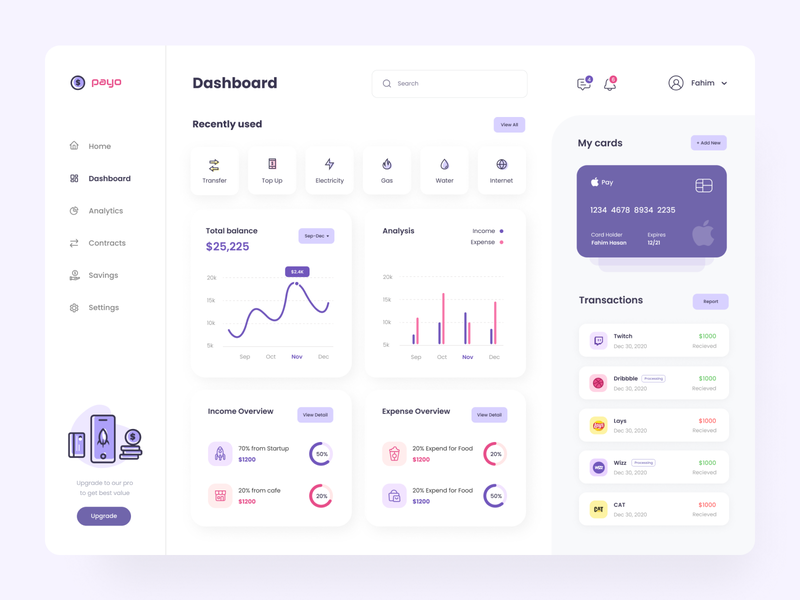 payo
Home
Dashboard
Analytics
Contracts
Savings
Settings
Upgrade to our pro
to get best value
Upgrade
Dashboard
Search
4
6
Fahim
Recently used
View All
Transfer
Top Up
Electricity
Gas
Water
Internet
Total balance
$25,225
Sep-Dec
$3.4K
20k
15k
10k
5k
Sep Oct Nov Dec
Analysis
Income
Expense
20k
15k
10k
5k
Sep Oct Nov Dec
Income Overview
View Detail
70% from Startup
$1200
50%
20% from cafe
$1200
20%
Expense Overview
View Detail
20% Expend for Food
$1200
20%
20% Expend for Food
$1200
50%
My cards
+ Add New
Pay
1234 4678 8934 2235
Card Holder
Fahim Hasan
Expires
12/21
Transactions
Report
Twitch
Dec 30, 2020
$1000
Recieved
Dribbble
Processing
Dec 30, 2020
$1000
Recieved
Lays
Dec 30, 2020
$1000
Recieved
Wizz
Processing
Dec 30, 2020
$1000
Recieved
CAT
CAT
Dec 30, 2020
$1000
Recieved